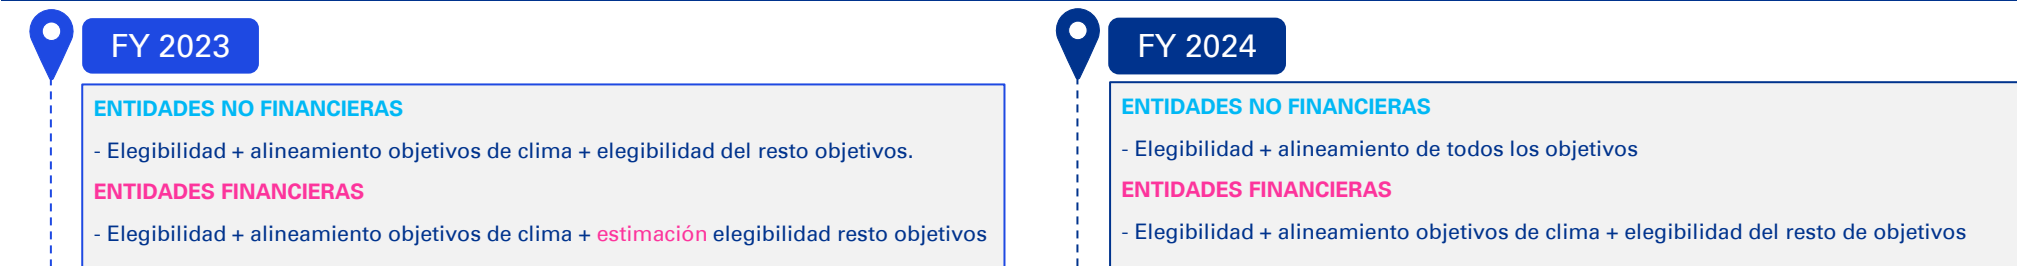 FY 2023
ENTIDADES NO FINANCIERAS
- Elegibilidad + alineamiento objetivos de clima + elegibilidad del resto objetivos.
ENTIDADES FINANCIERAS
- Elegibilidad + alineamiento objetivos de clima + estimación elegibilidad resto objetivos
FY 2024
ENTIDADES NO FINANCIERAS
- Elegibilidad + alineamiento de todos los objetivos
ENTIDADES FINANCIERAS
- Elegibilidad + alineamiento objetivos de clima + elegibilidad del resto de objetivos